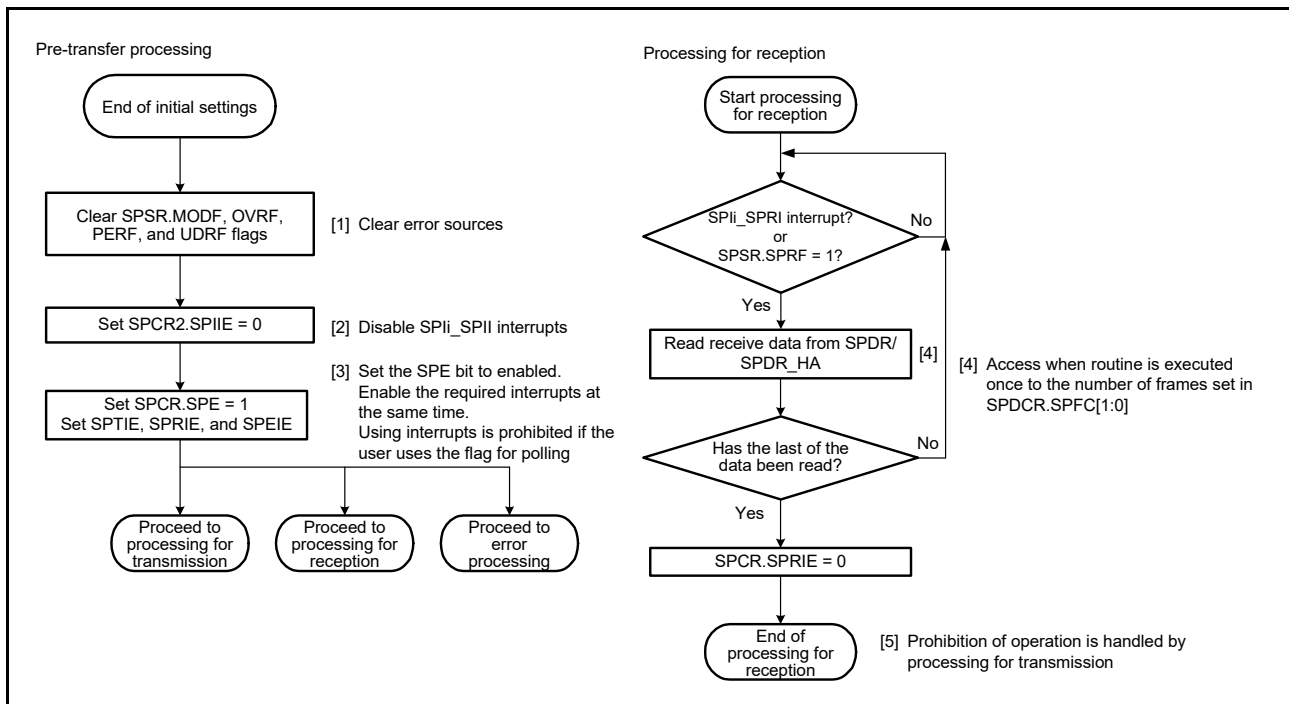 Pre-transfer processing
End of initial settings
Clear SPSR.MODF, OVRF,
PERF, and UDRF flags
[1] Clear error sources
Set SPCR2.SPIIE = 0
[2] Disable SPIi_SPII interrupts
Set SPCR.SPE = 1
Set SPTIE, SPRIE, and SPEIE
[3] Set the SPE bit to enabled.
Enable the required interrupts at
the same time.
Using interrupts is prohibited if the
user uses the flag for polling
Proceed to
processing for
transmission
Proceed to
processing for
reception
Proceed to
error
processing
Processing for reception
Start processing
for reception
SPIi_SPRI interrupt?
or
SPSR.SPRF = 1?
No
Yes
Read receive data from SPDR/
SPDR_HA
[4]
[4] Access when routine is executed
once to the number of frames set in
SPDCR.SPFC[1:0]
Has the last of the
data been read?
No
Yes
SPCR.SPRIE = 0
End of
processing for
reception
[5] Prohibition of operation is handled by
processing for transmission